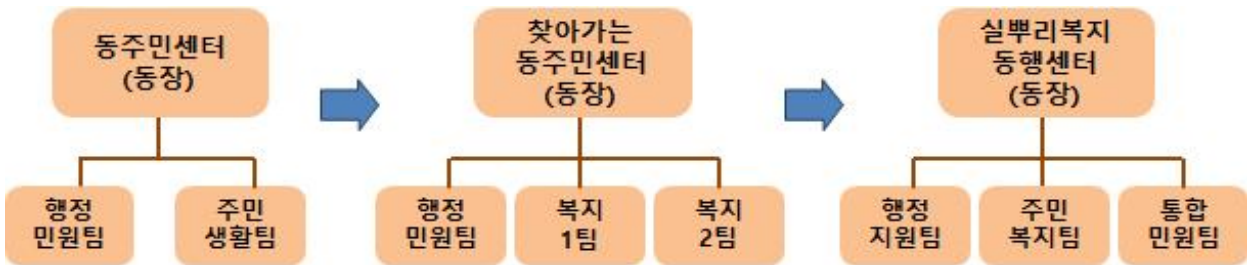 동주민센터
(동장)
행정
민원팀
주민
생활팀
찾아가는
동주민센터
(동장)
행정
민원팀
복지
1팀
복지
2팀
실뿌리복지
동행센터
(동장)
행정
지원팀
주민
복지팀
통합
민원팀